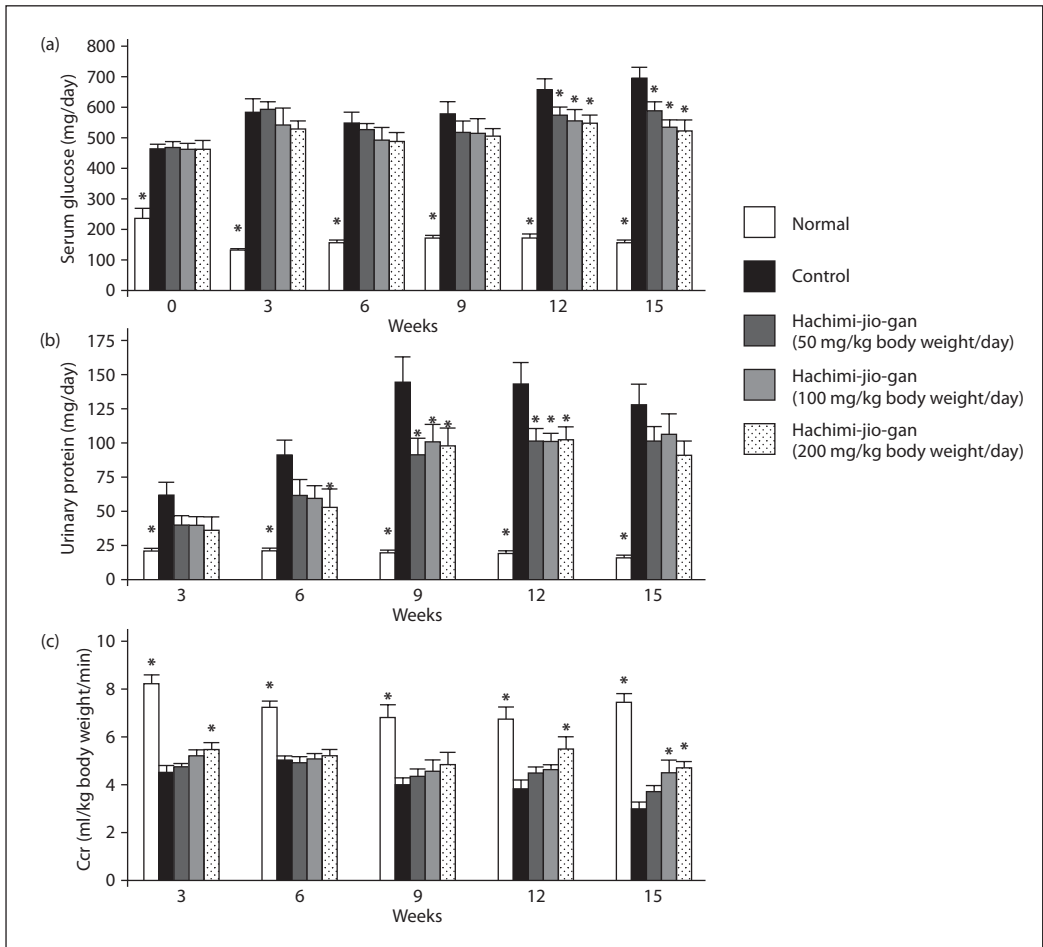 (a)
Serum glucose (mg/day)
800
700
600
500
400
300
200
100
0
* * * * * * * * * * * *
0 3 6 9 12 15
Weeks
(b)
Urinary protein (mg/day)
175
150
125
100
75
50
25
0
* * * * * * * * * * * *
3 6 9 12 15
Weeks
(c)
Ccr (ml/kg body weight/min)
10
8
6
4
2
0
* * * * * * * * *
3 6 9 12 15
Weeks
Normal
Control
Hachimi-jio-gan
(50 mg/kg body weight/day)
Hachimi-jio-gan
(100 mg/kg body weight/day)
Hachimi-jio-gan
(200 mg/kg body weight/day)